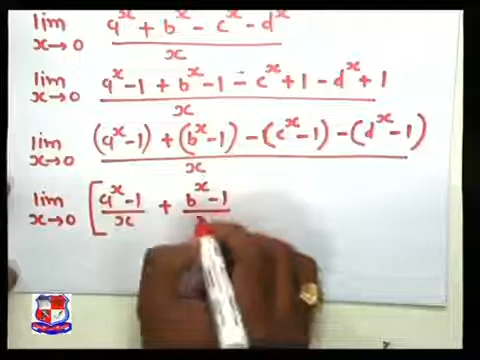 lim x→0 (a^x + b^x - c^x - d^x)/x
lim x→0 (a^x -1 + b^x -1 - c^x +1 - d^x +1)/x
lim x→0 ((a^x -1) + (b^x -1) - (c^x -1) - (d^x -1))/x
lim x→0 [(a^x -1)/x + (b^x -1)/